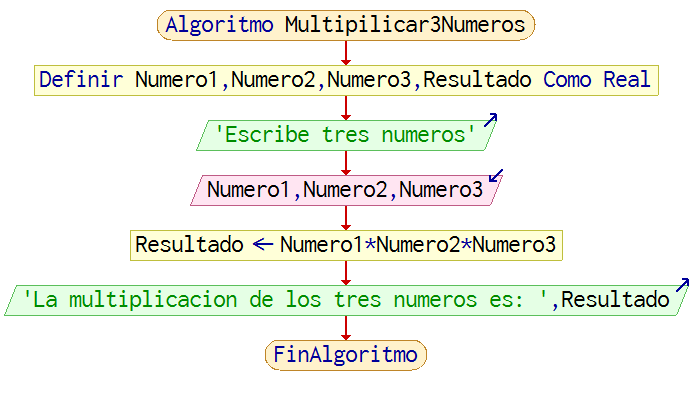 Algoritmo Multipilicar3Numeros
Definir Numero1,Numero2,Numero3,Resultado Como Real
'Escribe tres numeros'
Numero1,Numero2,Numero3
Resultado ← Numero1*Numero2*Numero3
'La multiplicacion de los tres numeros es: ',Resultado
FinAlgoritmo